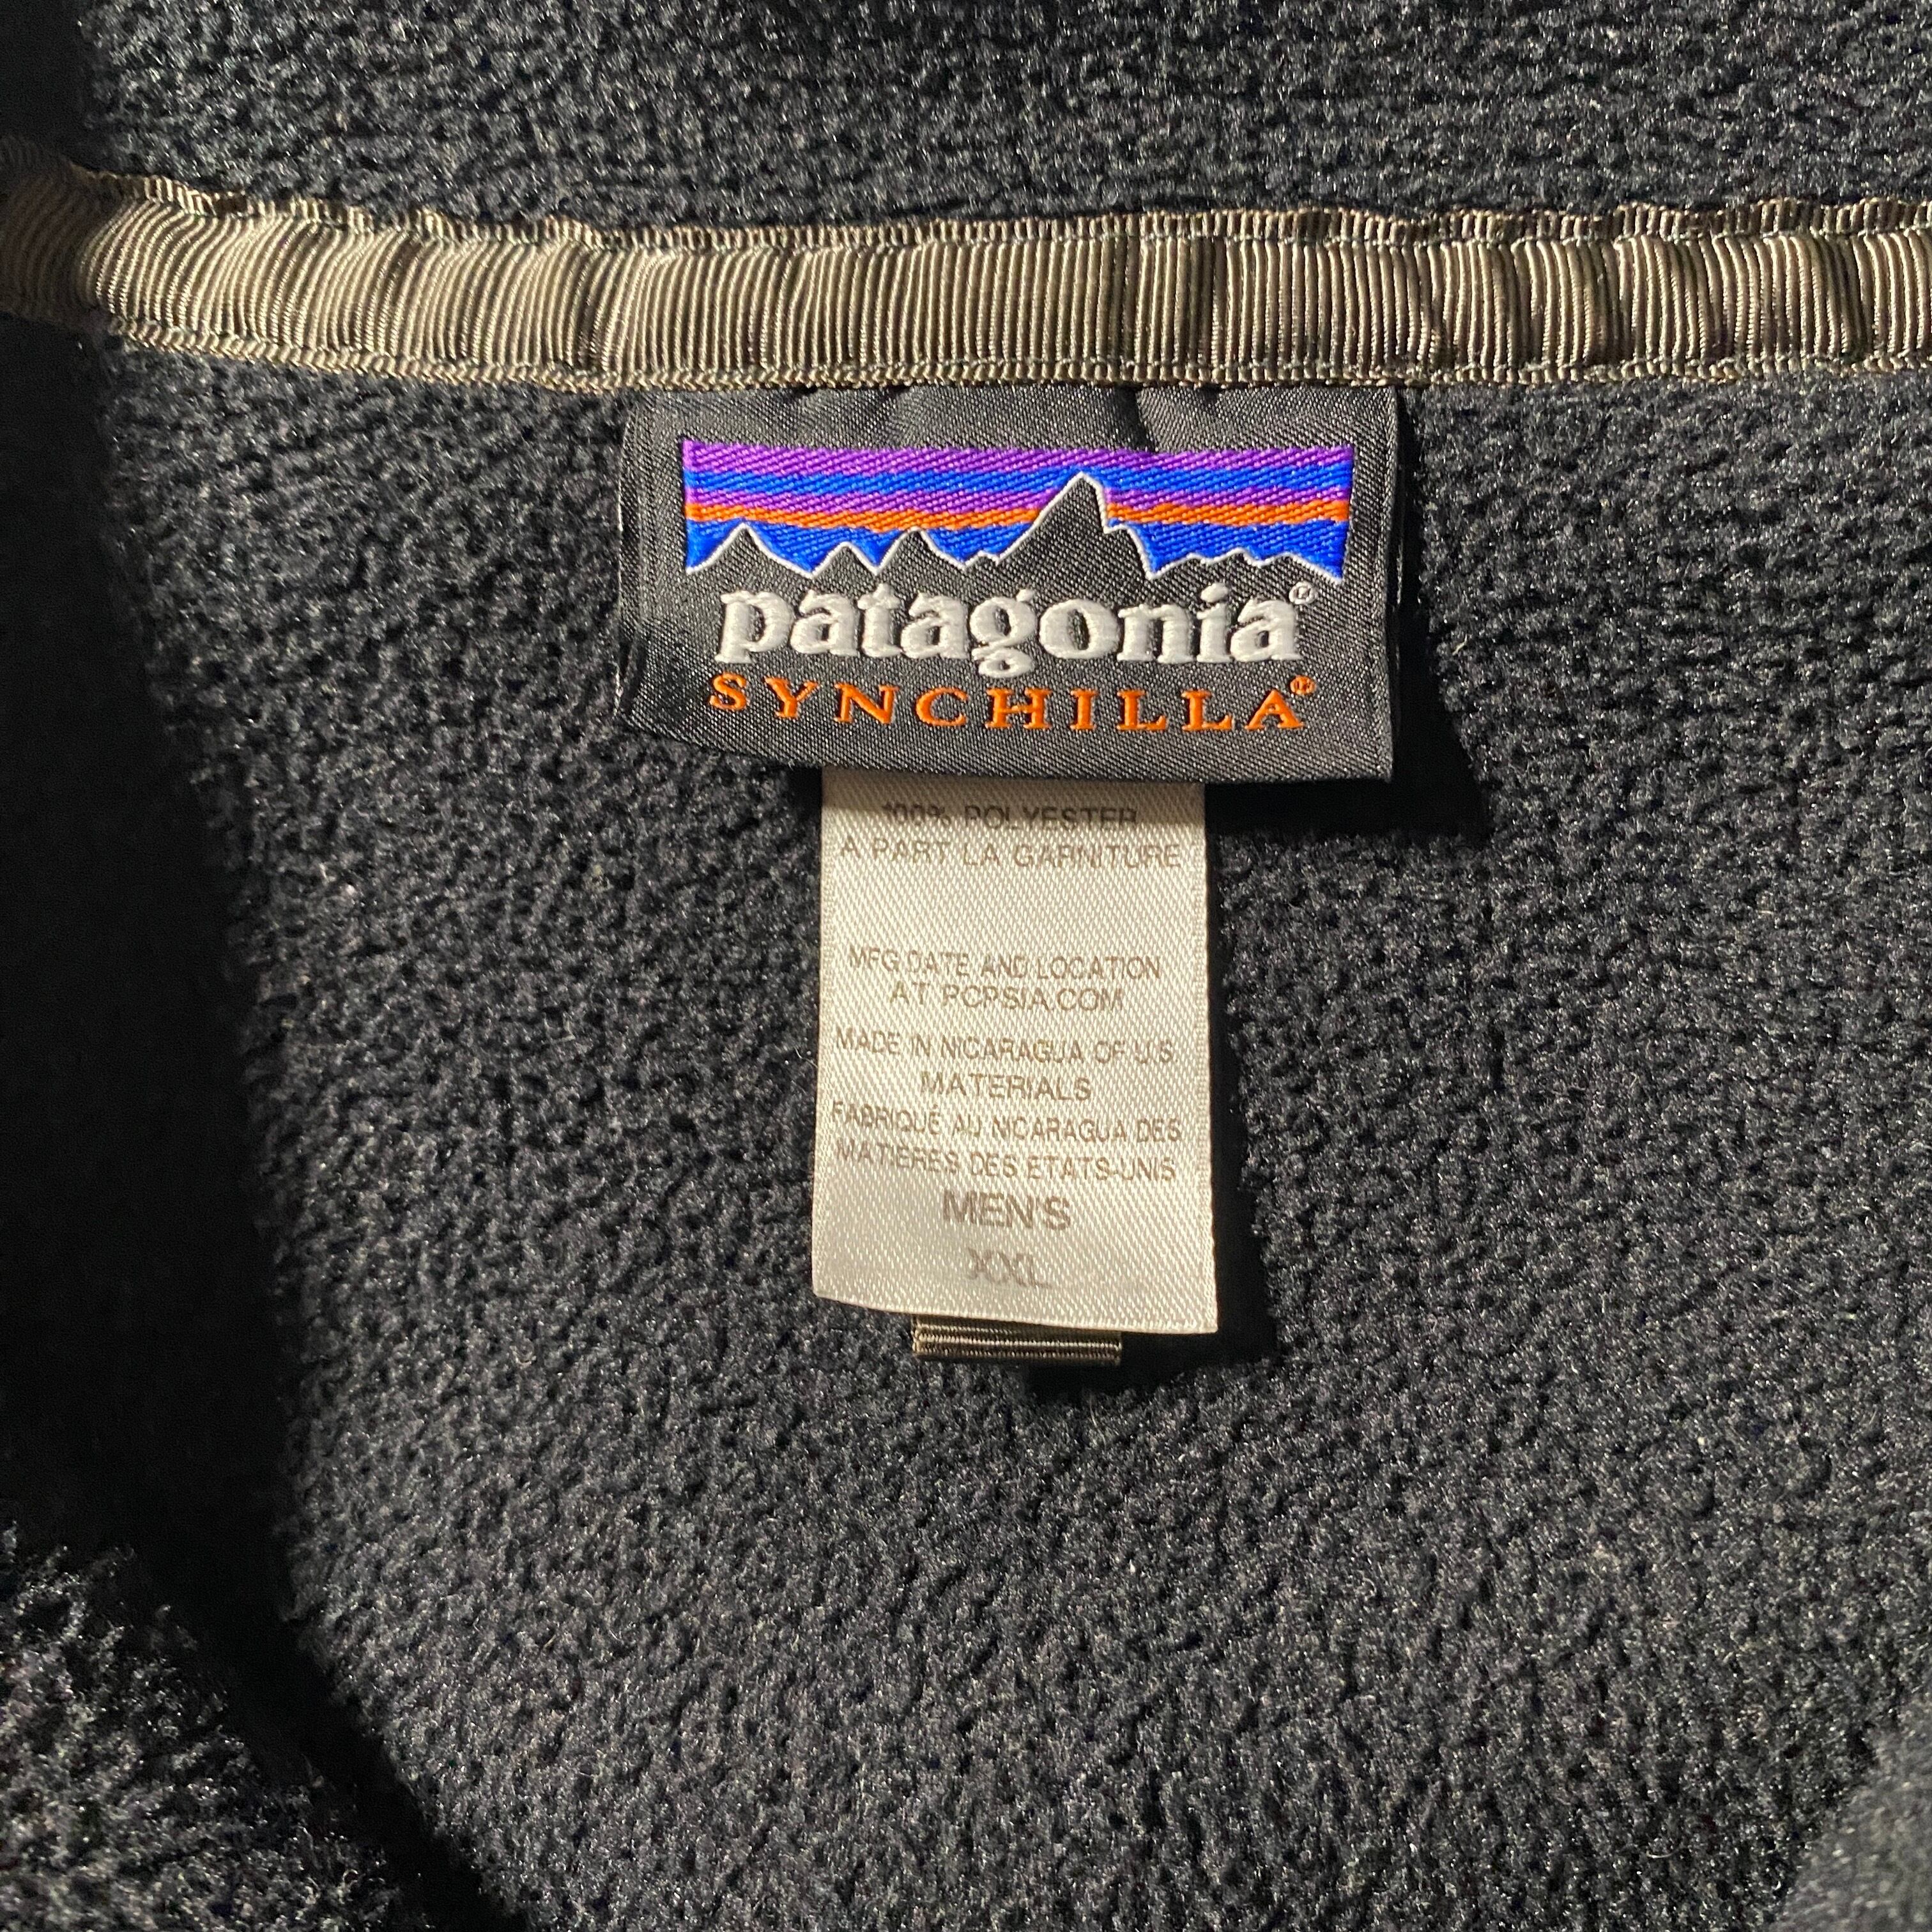 patagonia®
SYNCHILLA®
100% POLYESTER
A PART LA GARNITURE
MFG DATE AND LOCATION
AT PCPSIA.COM
MADE IN NICARAGUA OF U.S
MATERIALS
FABRIQUÉ AU NICARAGUA DES
MATIÈRES DES ETATS-UNIS
MEN'S
XXL